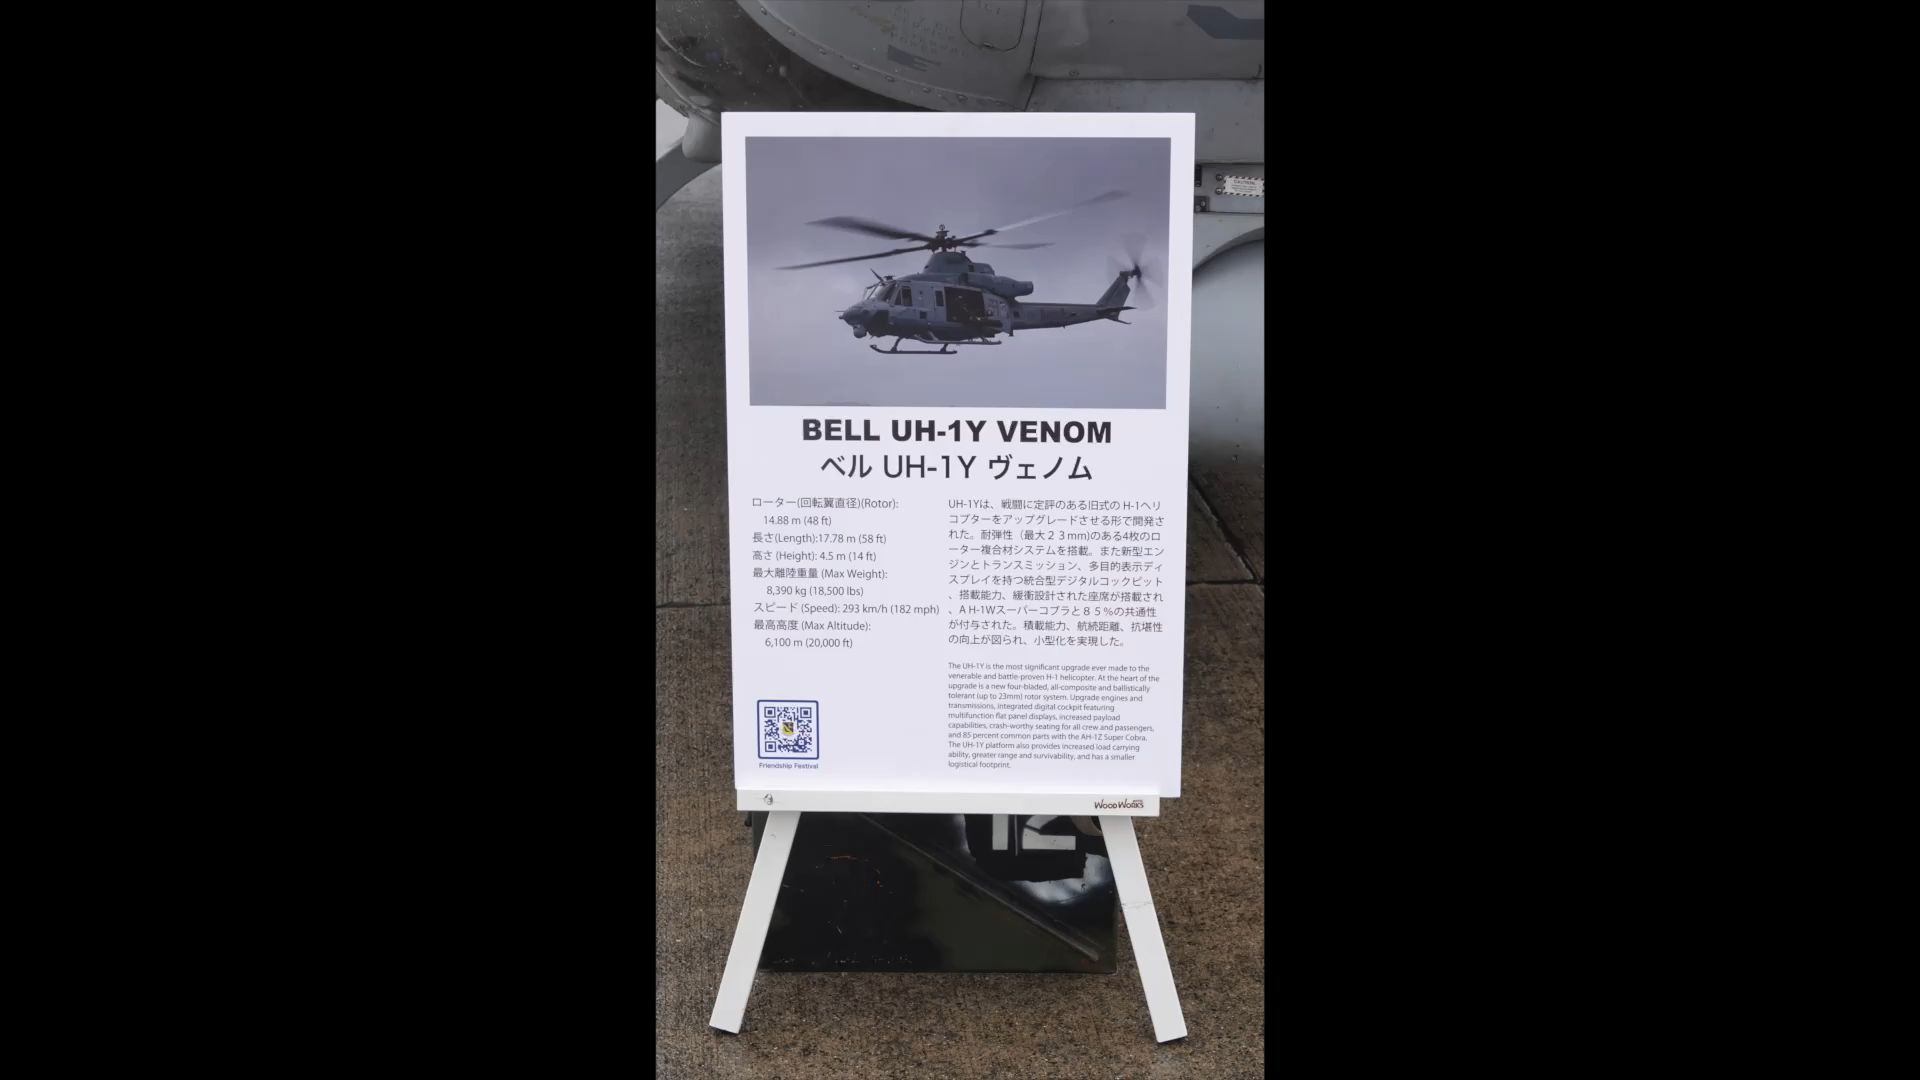 BELL UH-1Y VENOM
ベル UH-1Y ヴェノム
ローター(回転翼直径)(Rotor):
14.88 m (48 ft)
長さ(Length):17.78 m (58 ft)
高さ (Height): 4.5 m (14 ft)
最大離陸重量 (Max Weight):
8,390 kg (18,500 lbs)
スピード (Speed): 293 km/h (182 mph)
最高高度 (Max Altitude):
6,100 m (20,000 ft)
UH-1Yは、戦闘に定評のある旧式の H-1ヘリ
コプターをアップグレードさせる形で開発さ
れた。耐弾性（最大２３mm)のある4枚のロ
ーター複合材システムを搭載。また新型エン
ジンとトランスミッション、多目的表示ディ
スプレイを持つ統合型デジタルコックピット
、搭載能力、緩衝設計された座席が搭載され
、A H-1Wスーパーコブラと８５％の共通性
が付与された。積載能力、航続距離、抗堪性
の向上が図られ、小型化を実現した。
The UH-1Y is the most significant upgrade ever made to the
venerable and battle-proven H-1 helicopter. At the heart of the
upgrade is a new four-bladed, all-composite and ballistically
tolerant (up to 23mm) rotor system. Upgrade engines and
transmissions, integrated digital cockpit featuring
multifunction flat panel displays, increased payload
capabilities, crash-worthy seating for all crew and passengers,
and 85 percent common parts with the AH-1Z Super Cobra.
The UH-1Y platform also provides increased load carrying
ability, greater range and survivability, and has a smaller
logistical footprint.
Friendship Festival
WOODWORKS
12